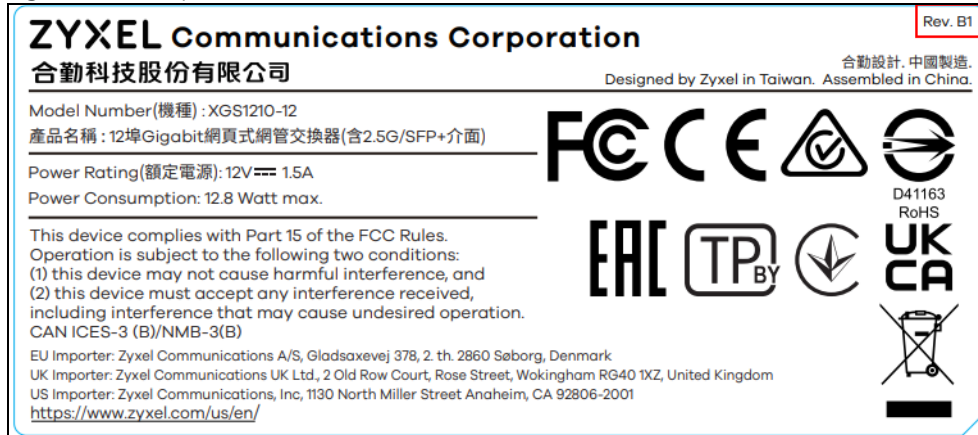 Rev. B1
ZYXEL Communications Corporation
合勤科技股份有限公司
合勤設計. 中國製造.
Designed by Zyxel in Taiwan. Assembled in China.
Model Number(機種) : XGS1210-12
產品名稱 : 12埠Gigabit網頁式網管交換器(含2.5G/SFP+介面)
Power Rating(額定電源): 12V⎓ 1.5A
Power Consumption: 12.8 Watt max.
FC CE
D41163
RoHS
This device complies with Part 15 of the FCC Rules.
Operation is subject to the following two conditions:
(1) this device may not cause harmful interference, and
(2) this device must accept any interference received,
including interference that may cause undesired operation.
CAN ICES-3 (B)/NMB-3(B)
EAC TP BY UK CA
EU Importer: Zyxel Communications A/S, Gladsaxevej 378, 2. th. 2860 Søborg, Denmark
UK Importer: Zyxel Communications UK Ltd., 2 Old Row Court, Rose Street, Wokingham RG40 1XZ, United Kingdom
US Importer: Zyxel Communications, Inc, 1130 North Miller Street Anaheim, CA 92806-2001
https://www.zyxel.com/us/en/